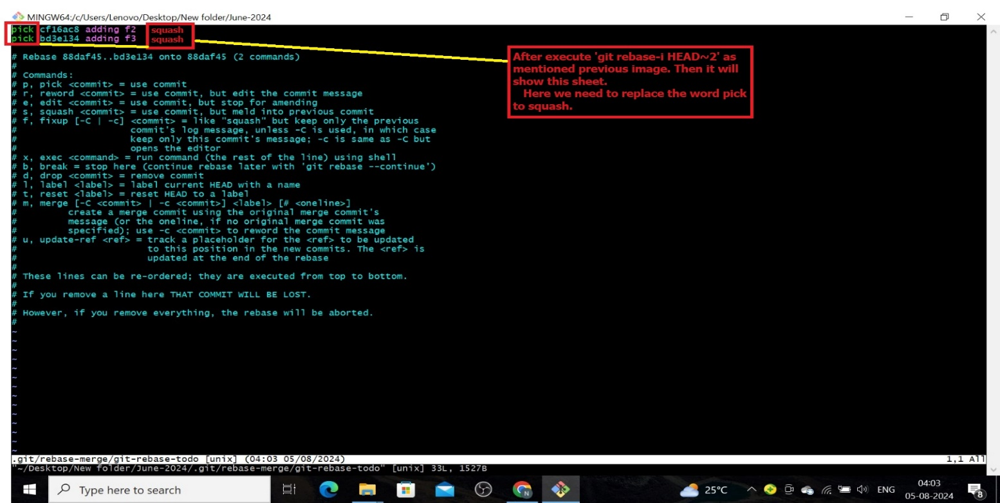 MINGW64:/c/Users/Lenovo/Desktop/New folder/June-2024
pick cf16ac8 adding f2 squash
pick bd3e134 adding f3 squash
# Rebase 88daf45..bd3e134 onto 88daf45 (2 commands)
#
# Commands:
# p, pick <commit> = use commit
# r, reword <commit> = use commit, but edit the commit message
# e, edit <commit> = use commit, but stop for amending
# s, squash <commit> = use commit, but meld into previous commit
# f, fixup [-C | -c] <commit> = like "squash" but keep only the previous
# commit's log message, unless -C is used, in which case
# keep only this commit's message; -c is same as -C but
# opens the editor
# x, exec <command> = run command (the rest of the line) using shell
# b, break = stop here (continue rebase later with 'git rebase --continue')
# d, drop <commit> = remove commit
# l, label <label> = label current HEAD with a name
# t, reset <label> = reset HEAD to a label
# m, merge [-C <commit> | -c <commit>] <label> [# <oneline>]
# create a merge commit using the original merge commit's
# message (or the oneline, if no original merge commit was
# specified); use -c <commit> to reword the commit message
# u, update-ref <ref> = track a placeholder for the <ref> to be updated
# to this position in the new commits. The <ref> is
# updated at the end of the rebase
#
# These lines can be re-ordered; they are executed from top to bottom.
#
# If you remove a line here THAT COMMIT WILL BE LOST.
#
# However, if you remove everything, the rebase will be aborted.
#
~
~
~
~
~
~
~
~
~
~
~
~
~
~
After execute 'git rebase-i HEAD~2' as
mentioned previous image. Then it will
show this sheet.
Here we need to replace the word pick
to squash.
.git/rebase-merge/git-rebase-todo [unix] (04:03 05/08/2024) 1,1 All
"~/Desktop/New folder/June-2024/.git/rebase-merge/git-rebase-todo" [unix] 33L, 1527B
Type here to search
N
25°C
ENG
04:03
05-08-2024
8